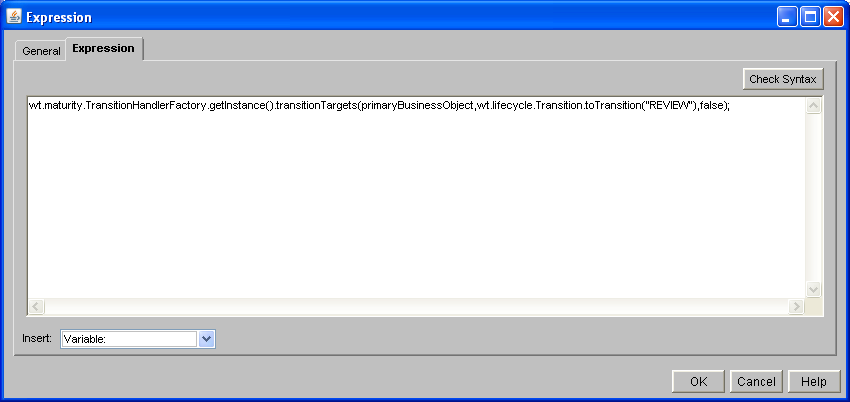 Expression
General
Expression
Check Syntax
wt.maturity.TransitionHandlerFactory.getInstance().transitionTargets(primaryBusinessObject,wt.lifecycle.Transition.toTransition("REVIEW"),false);
Insert: Variable:
OK Cancel Help